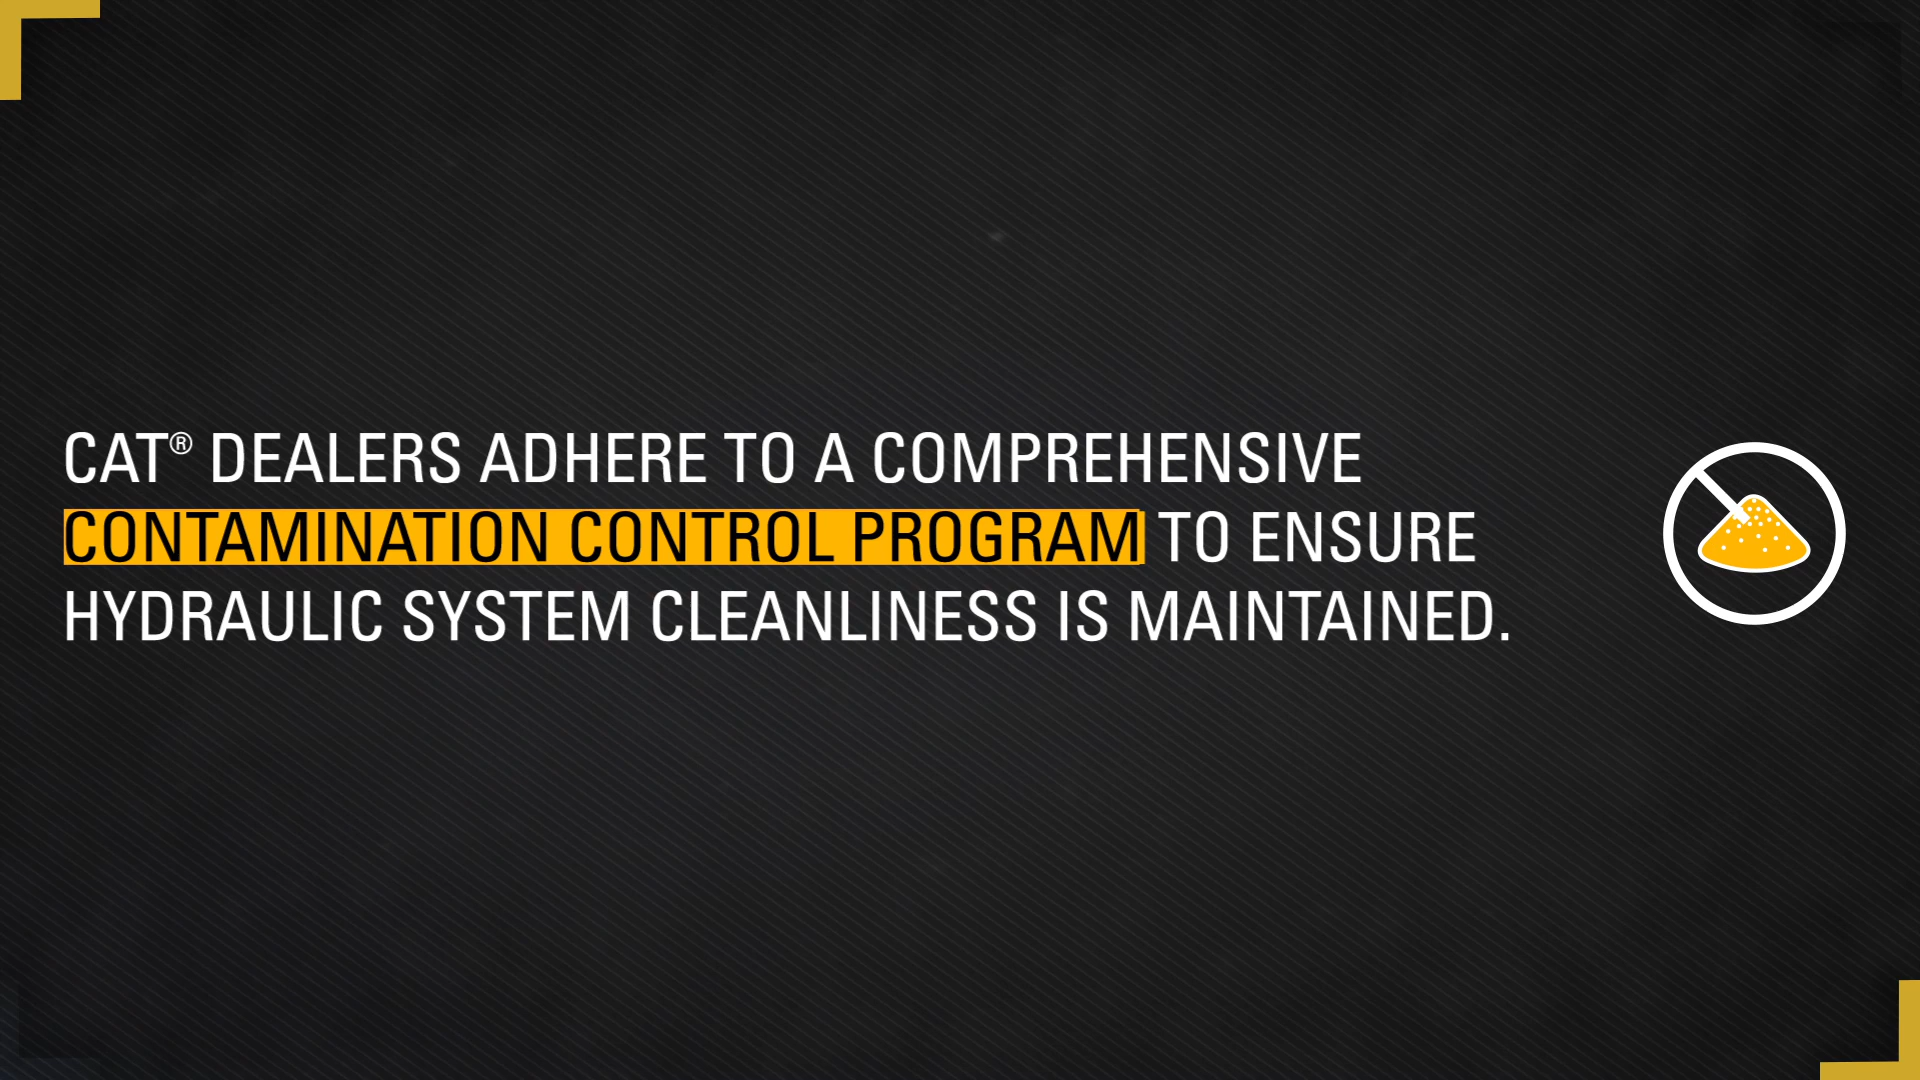 CAT® DEALERS ADHERE TO A COMPREHENSIVE
CONTAMINATION CONTROL PROGRAM TO ENSURE
HYDRAULIC SYSTEM CLEANLINESS IS MAINTAINED.